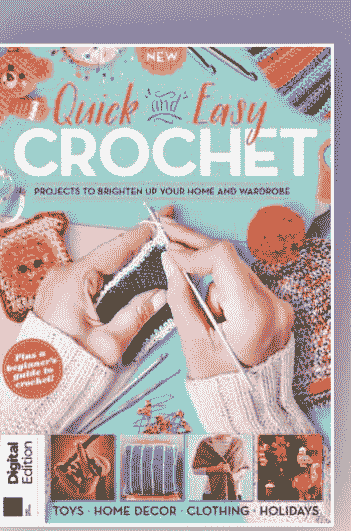 NEW
Quick and Easy
CROCHET
PROJECTS TO BRIGHTEN UP YOUR HOME AND WARDROBE
Plus a
beginner's
guide to
crochet!
Digital
Edition
TOYS · HOME DECOR · CLOTHING · HOLIDAYS